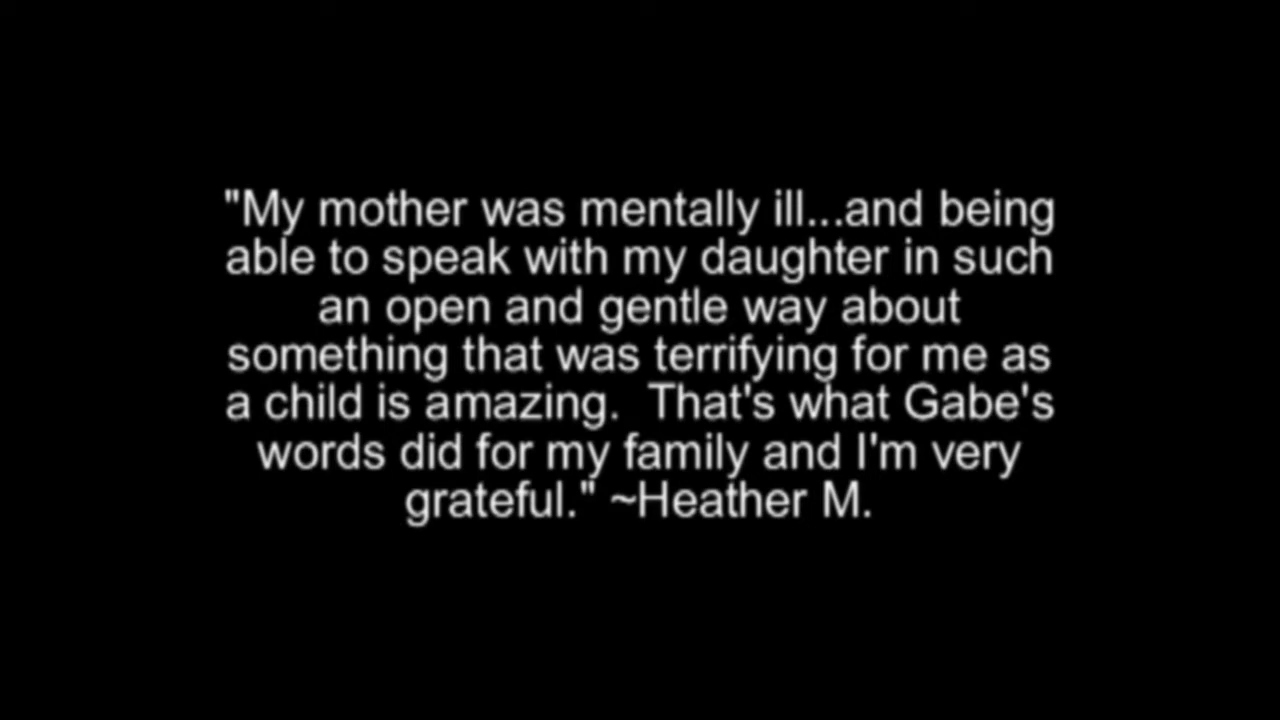 "My mother was mentally ill...and being
able to speak with my daughter in such
an open and gentle way about
something that was terrifying for me as
a child is amazing.  That's what Gabe's
words did for my family and I'm very
grateful." ~Heather M.